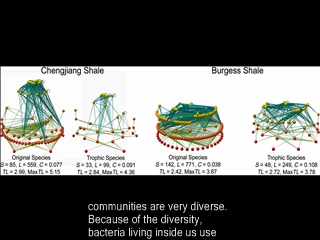 Chengjiang Shale Burgess Shale
Original Species Trophic Species Original Species Trophic Species
S = 85, L = 559, C = 0.077 S = 33, L = 99, C = 0.091 S = 142, L = 771, C = 0.038 S = 48, L = 249, C = 0.108
TL = 2.99, MaxTL = 5.15 TL = 2.84, MaxTL = 4.36 TL = 2.42, MaxTL = 3.67 TL = 2.72, MaxTL = 3.78
communities are very diverse.
Because of the diversity,
bacteria living inside us use